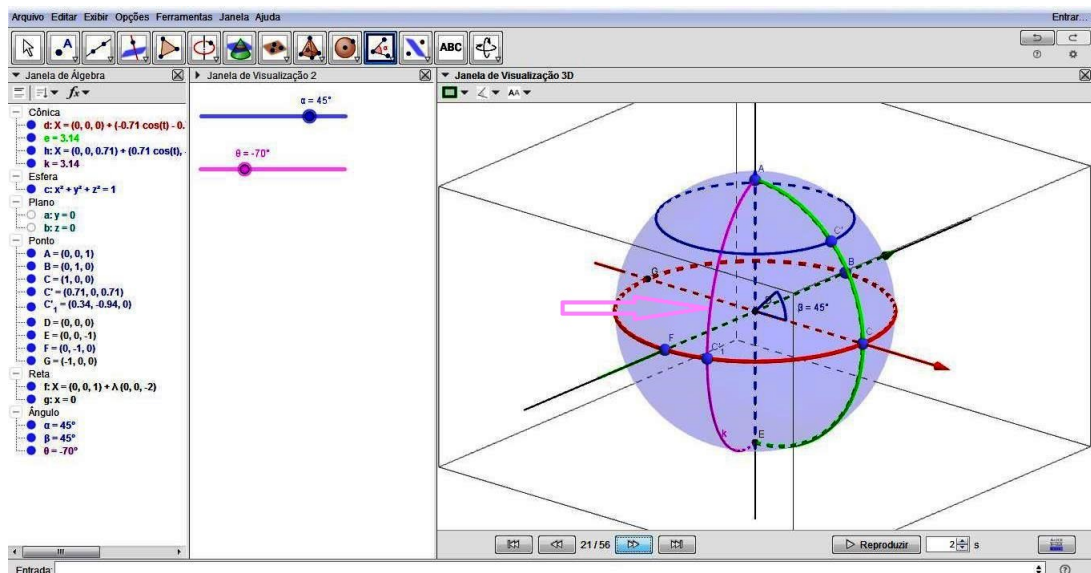 Arquivo Editar Exibir Opções Ferramentas Janela Ajuda
Entrar...
ABC
Janela de Álgebra
Janela de Visualização 2
Janela de Visualização 3D
fx
AA
Cônica
d: X = (0, 0, 0) + (-0.71 cos(t) - 0.
e = 3.14
h: X = (0, 0, 0.71) + (0.71 cos(t),
k = 3.14
Esfera
c: x² + y² + z² = 1
Plano
a: y = 0
b: z = 0
Ponto
A = (0, 0, 1)
B = (0, 1, 0)
C = (1, 0, 0)
C' = (0.71, 0, 0.71)
C'₁ = (0.34, -0.94, 0)
D = (0, 0, 0)
E = (0, 0, -1)
F = (0, -1, 0)
G = (-1, 0, 0)
Reta
f: X = (0, 0, 1) + λ (0, 0, -2)
g: x = 0
Ângulo
α = 45°
β = 45°
θ = -70°
α = 45°
θ = -70°
A
C'
B
G
D
β = 45°
C
F
C'₁
E
k
21 / 56
Reproduzir
2 s
Entrada: